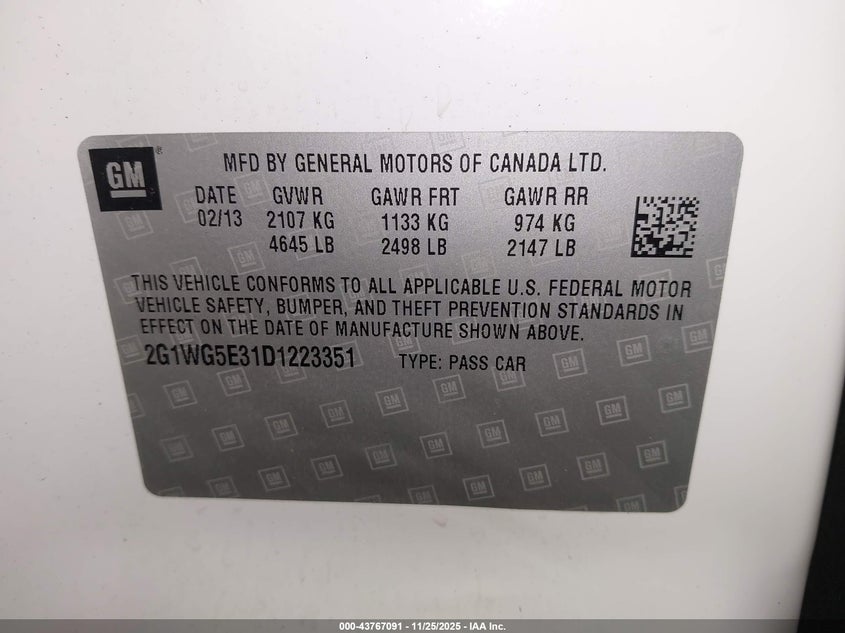 GM ®
MFD BY GENERAL MOTORS OF CANADA LTD.
DATE GVWR GAWR FRT GAWR RR
02/13 2107 KG 1133 KG 974 KG
4645 LB 2498 LB 2147 LB
THIS VEHICLE CONFORMS TO ALL APPLICABLE U.S. FEDERAL MOTOR
VEHICLE SAFETY, BUMPER, AND THEFT PREVENTION STANDARDS IN
EFFECT ON THE DATE OF MANUFACTURE SHOWN ABOVE.
2G1WG5E31D1223351 TYPE: PASS CAR
000-43767091 - 11/25/2025 - IAA Inc.